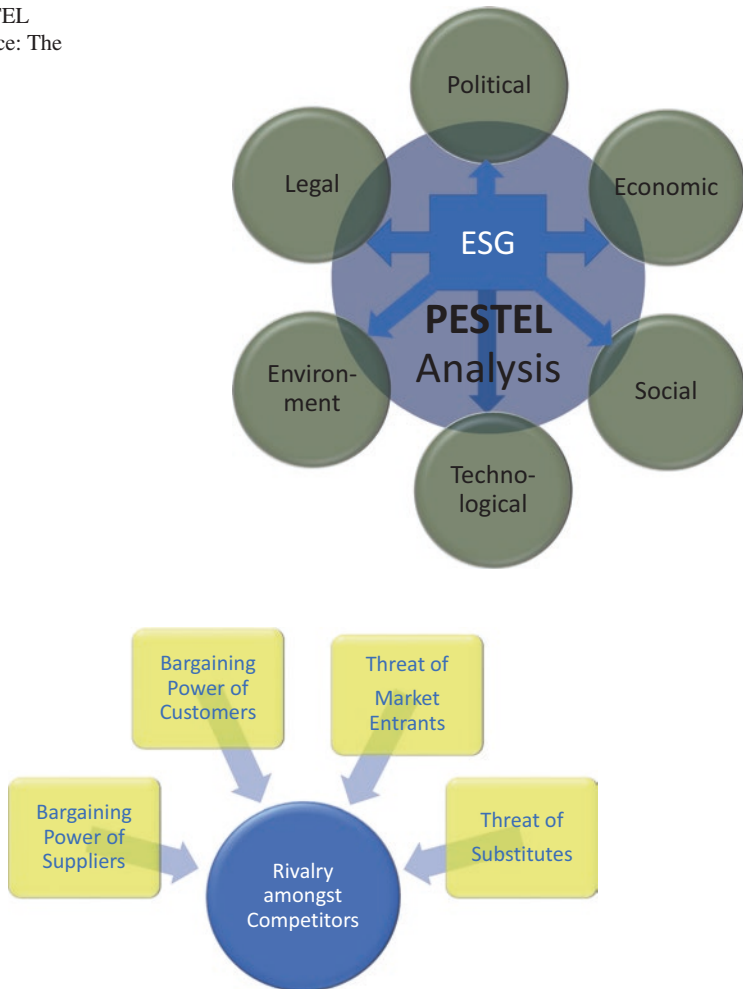 TEL
ce: The
Political
Legal
Economic
ESG
PESTEL
Analysis
Environ-
ment
Social
Techno-
logical
Bargaining
Power of
Customers
Threat of
Market
Entrants
Bargaining
Power of
Suppliers
Threat of
Substitutes
Rivalry
amongst
Competitors